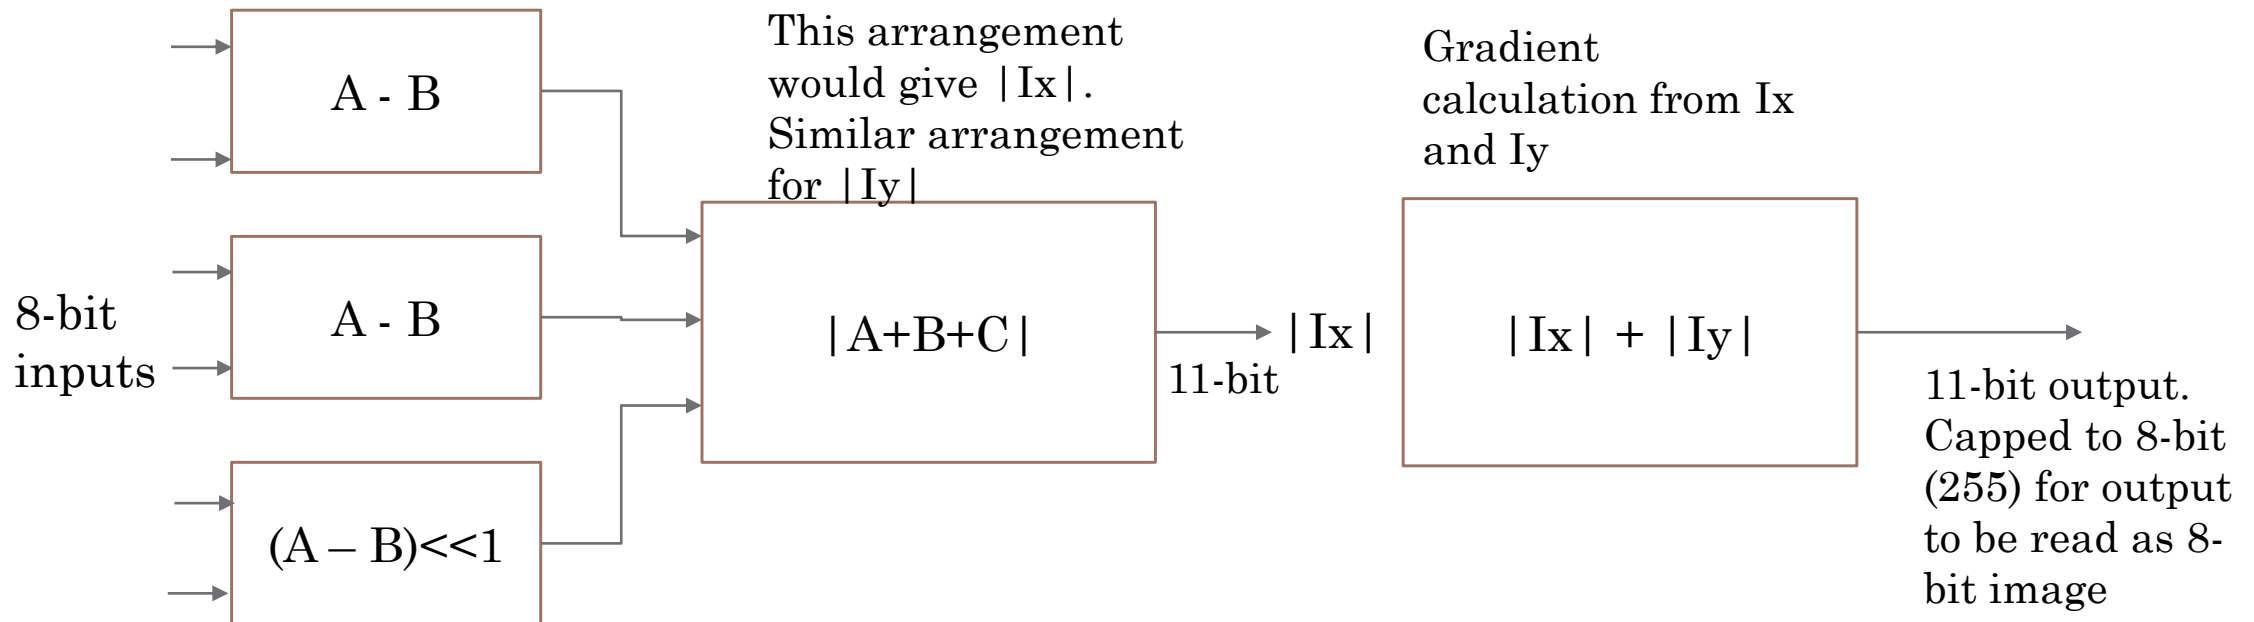 8-bit
inputs
A - B
A - B
(A – B)<<1
This arrangement
would give |Ix|.
Similar arrangement
for |Iy|
|A+B+C|
|Ix|
11-bit
Gradient
calculation from Ix
and Iy
|Ix| + |Iy|
11-bit output.
Capped to 8-bit
(255) for output
to be read as 8-
bit image